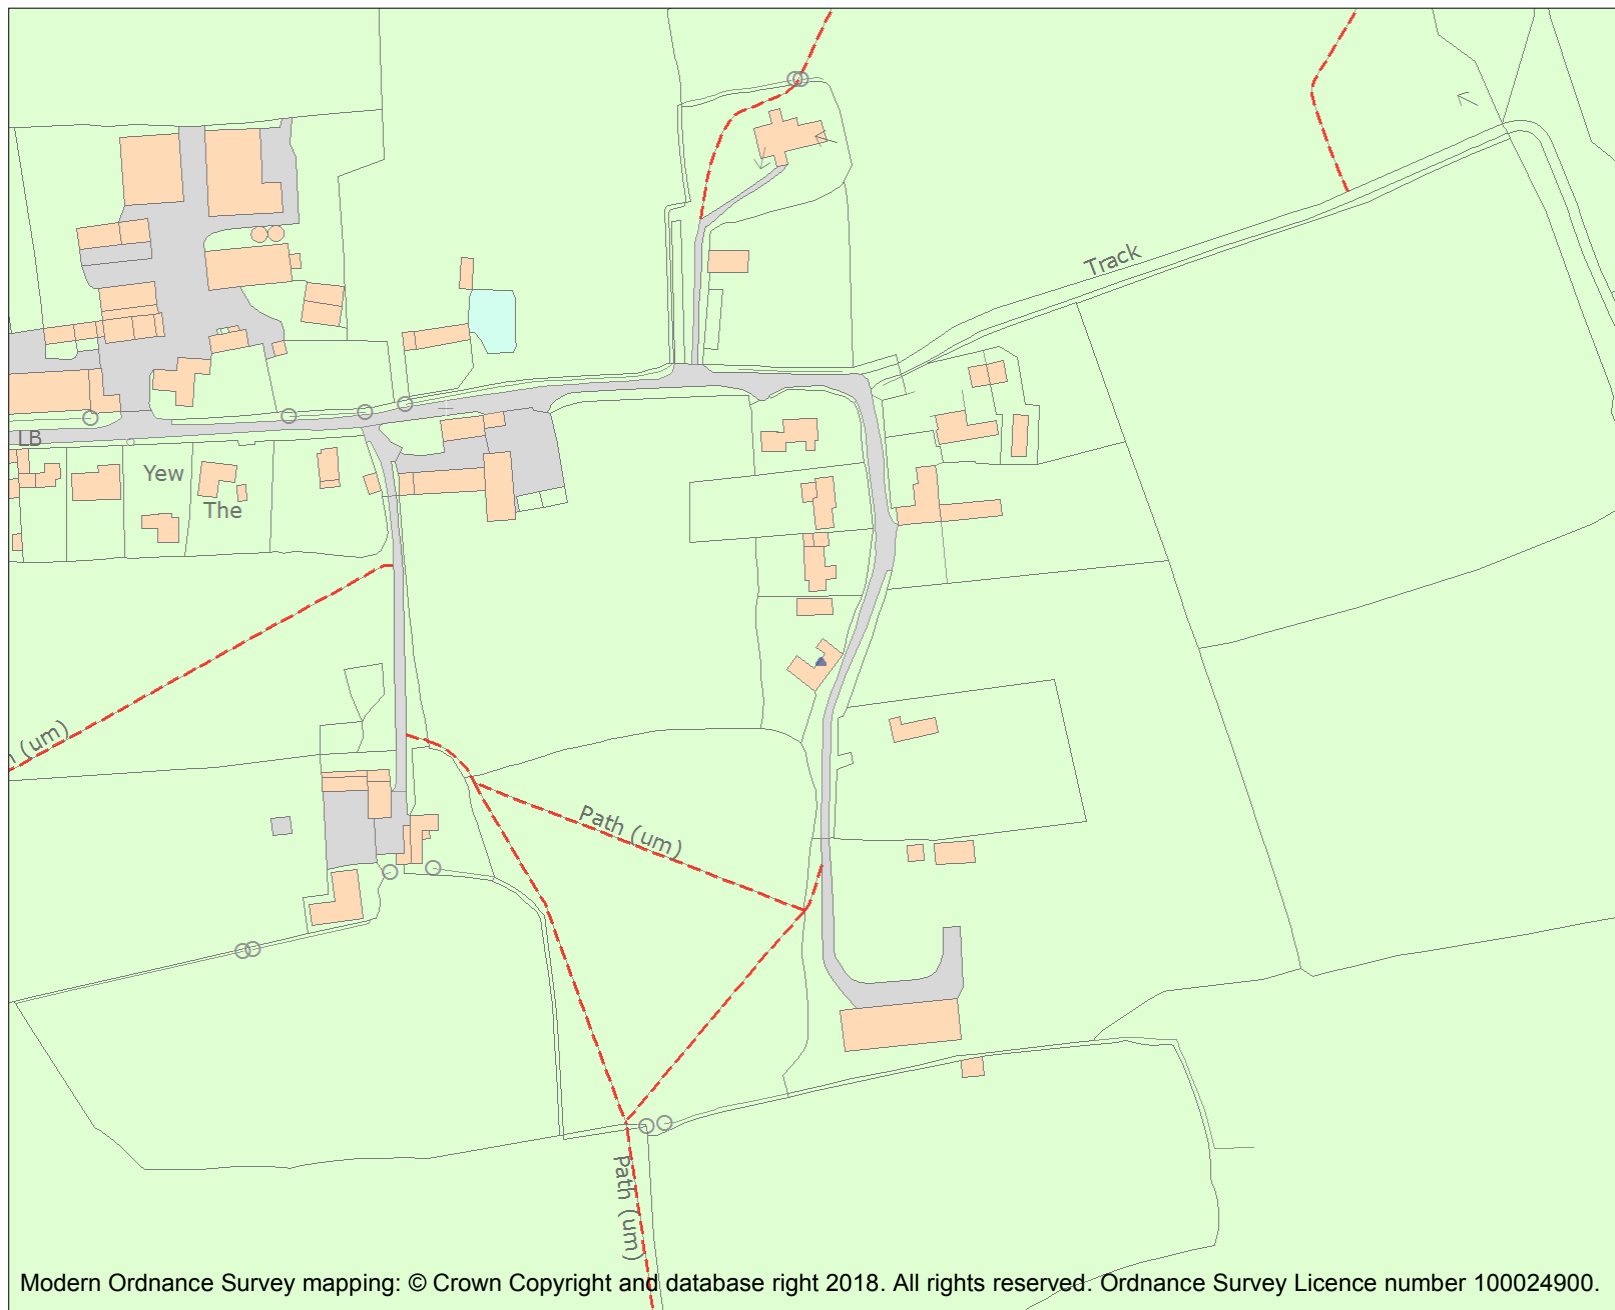 Track
LB
Yew
The
(um)
Path (um)
Path (um)
Modern Ordnance Survey mapping: © Crown Copyright and database right 2018. All rights reserved. Ordnance Survey Licence number 100024900.